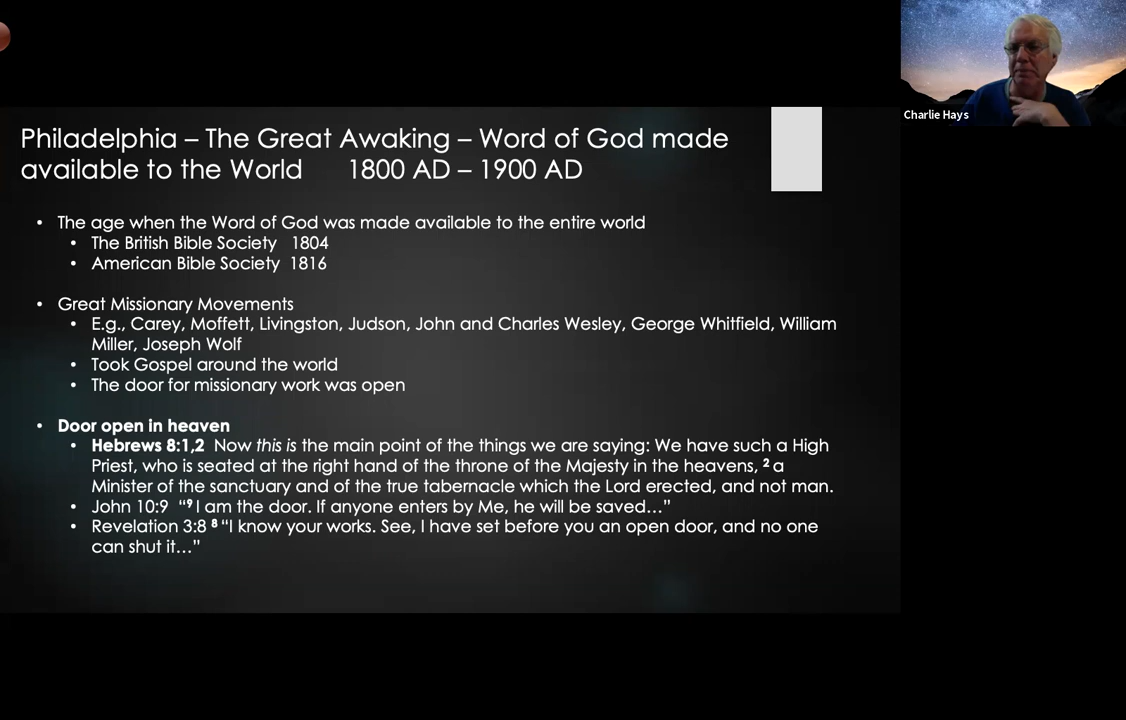 Philadelphia – The Great Awaking – Word of God made
available to the World 1800 AD – 1900 AD
• The age when the Word of God was made available to the entire world
• The British Bible Society 1804
• American Bible Society 1816
• Great Missionary Movements
• E.g., Carey, Moffett, Livingston, Judson, John and Charles Wesley, George Whitfield, William
Miller, Joseph Wolf
• Took Gospel around the world
• The door for missionary work was open
• Door open in heaven
• Hebrews 8:1,2 Now this is the main point of the things we are saying: We have such a High
Priest, who is seated at the right hand of the throne of the Majesty in the heavens, ² a
Minister of the sanctuary and of the true tabernacle which the Lord erected, and not man.
• John 10:9 “⁹ I am the door. If anyone enters by Me, he will be saved…”
• Revelation 3:8 ⁸ “I know your works. See, I have set before you an open door, and no one
can shut it…”
Charlie Hays